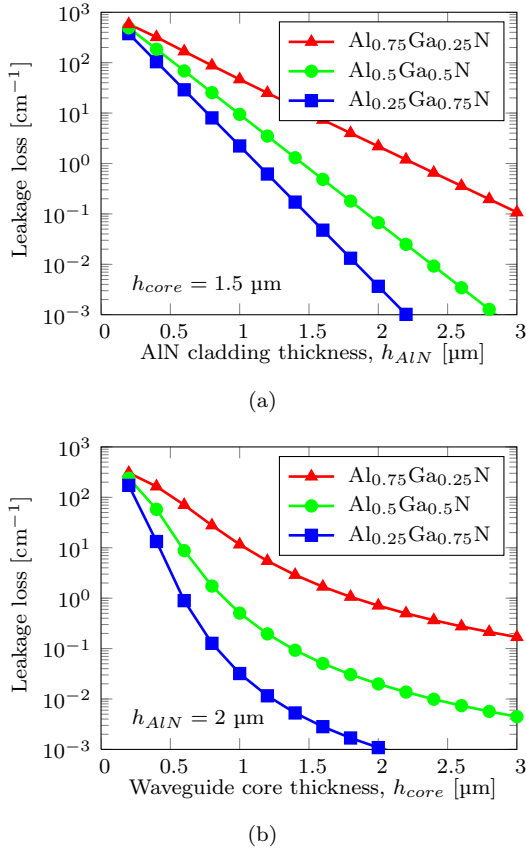 10³
10²
10¹
10⁰
10⁻¹
10⁻²
10⁻³
Leakage loss [cm⁻¹]
Al₀.₇₅Ga₀.₂₅N
Al₀.₅Ga₀.₅N
Al₀.₂₅Ga₀.₇₅N
h_core = 1.5 µm
0 0.5 1 1.5 2 2.5 3
AlN cladding thickness, h_AlN [µm]
(a)
10³
10²
10¹
10⁰
10⁻¹
10⁻²
10⁻³
Leakage loss [cm⁻¹]
Al₀.₇₅Ga₀.₂₅N
Al₀.₅Ga₀.₅N
Al₀.₂₅Ga₀.₇₅N
h_AlN = 2 µm
0 0.5 1 1.5 2 2.5 3
Waveguide core thickness, h_core [µm]
(b)